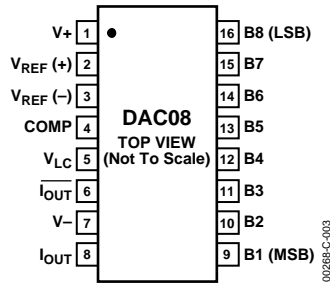 V+ 1
VREF (+) 2
VREF (–) 3
COMP 4
VLC 5
IOUT 6
V– 7
IOUT 8
DAC08
TOP VIEW
(Not To Scale)
16 B8 (LSB)
15 B7
14 B6
13 B5
12 B4
11 B3
10 B2
9 B1 (MSB)
00268-C-003